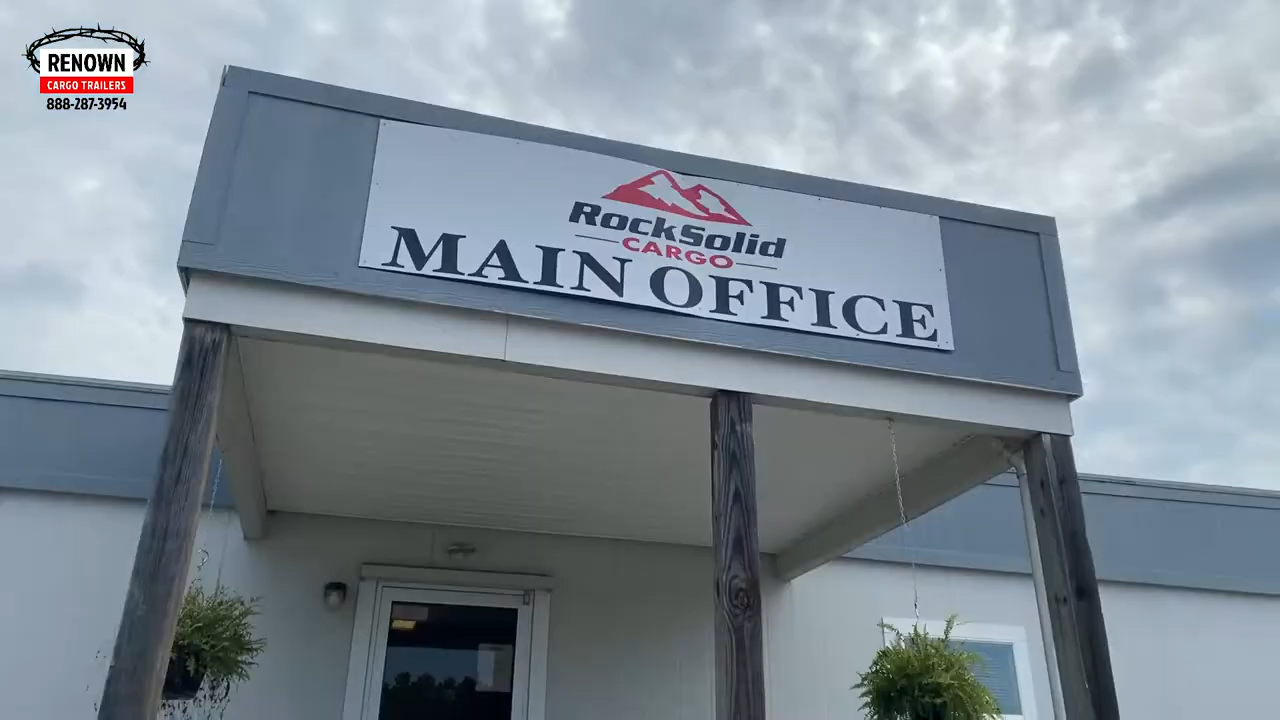 RENOWN
CARGO TRAILERS
888-287-3954
RockSolid
CARGO
MAIN OFFICE